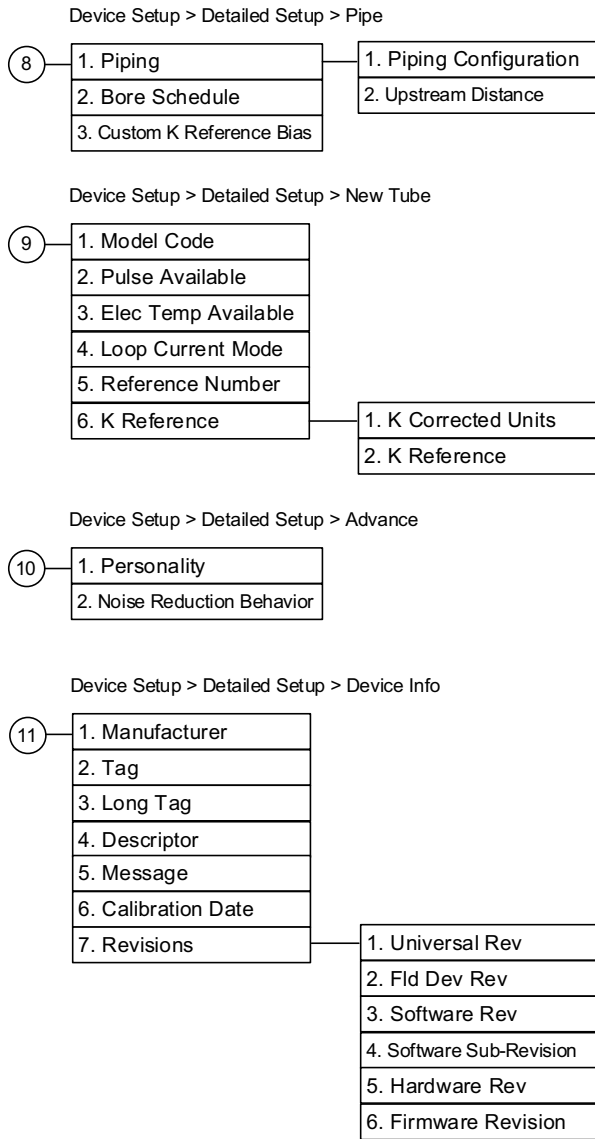 Device Setup > Detailed Setup > Pipe
8
1. Piping
2. Bore Schedule
3. Custom K Reference Bias
1. Piping Configuration
2. Upstream Distance
Device Setup > Detailed Setup > New Tube
9
1. Model Code
2. Pulse Available
3. Elec Temp Available
4. Loop Current Mode
5. Reference Number
6. K Reference
1. K Corrected Units
2. K Reference
Device Setup > Detailed Setup > Advance
10
1. Personality
2. Noise Reduction Behavior
Device Setup > Detailed Setup > Device Info
11
1. Manufacturer
2. Tag
3. Long Tag
4. Descriptor
5. Message
6. Calibration Date
7. Revisions
1. Universal Rev
2. Fld Dev Rev
3. Software Rev
4. Software Sub-Revision
5. Hardware Rev
6. Firmware Revision